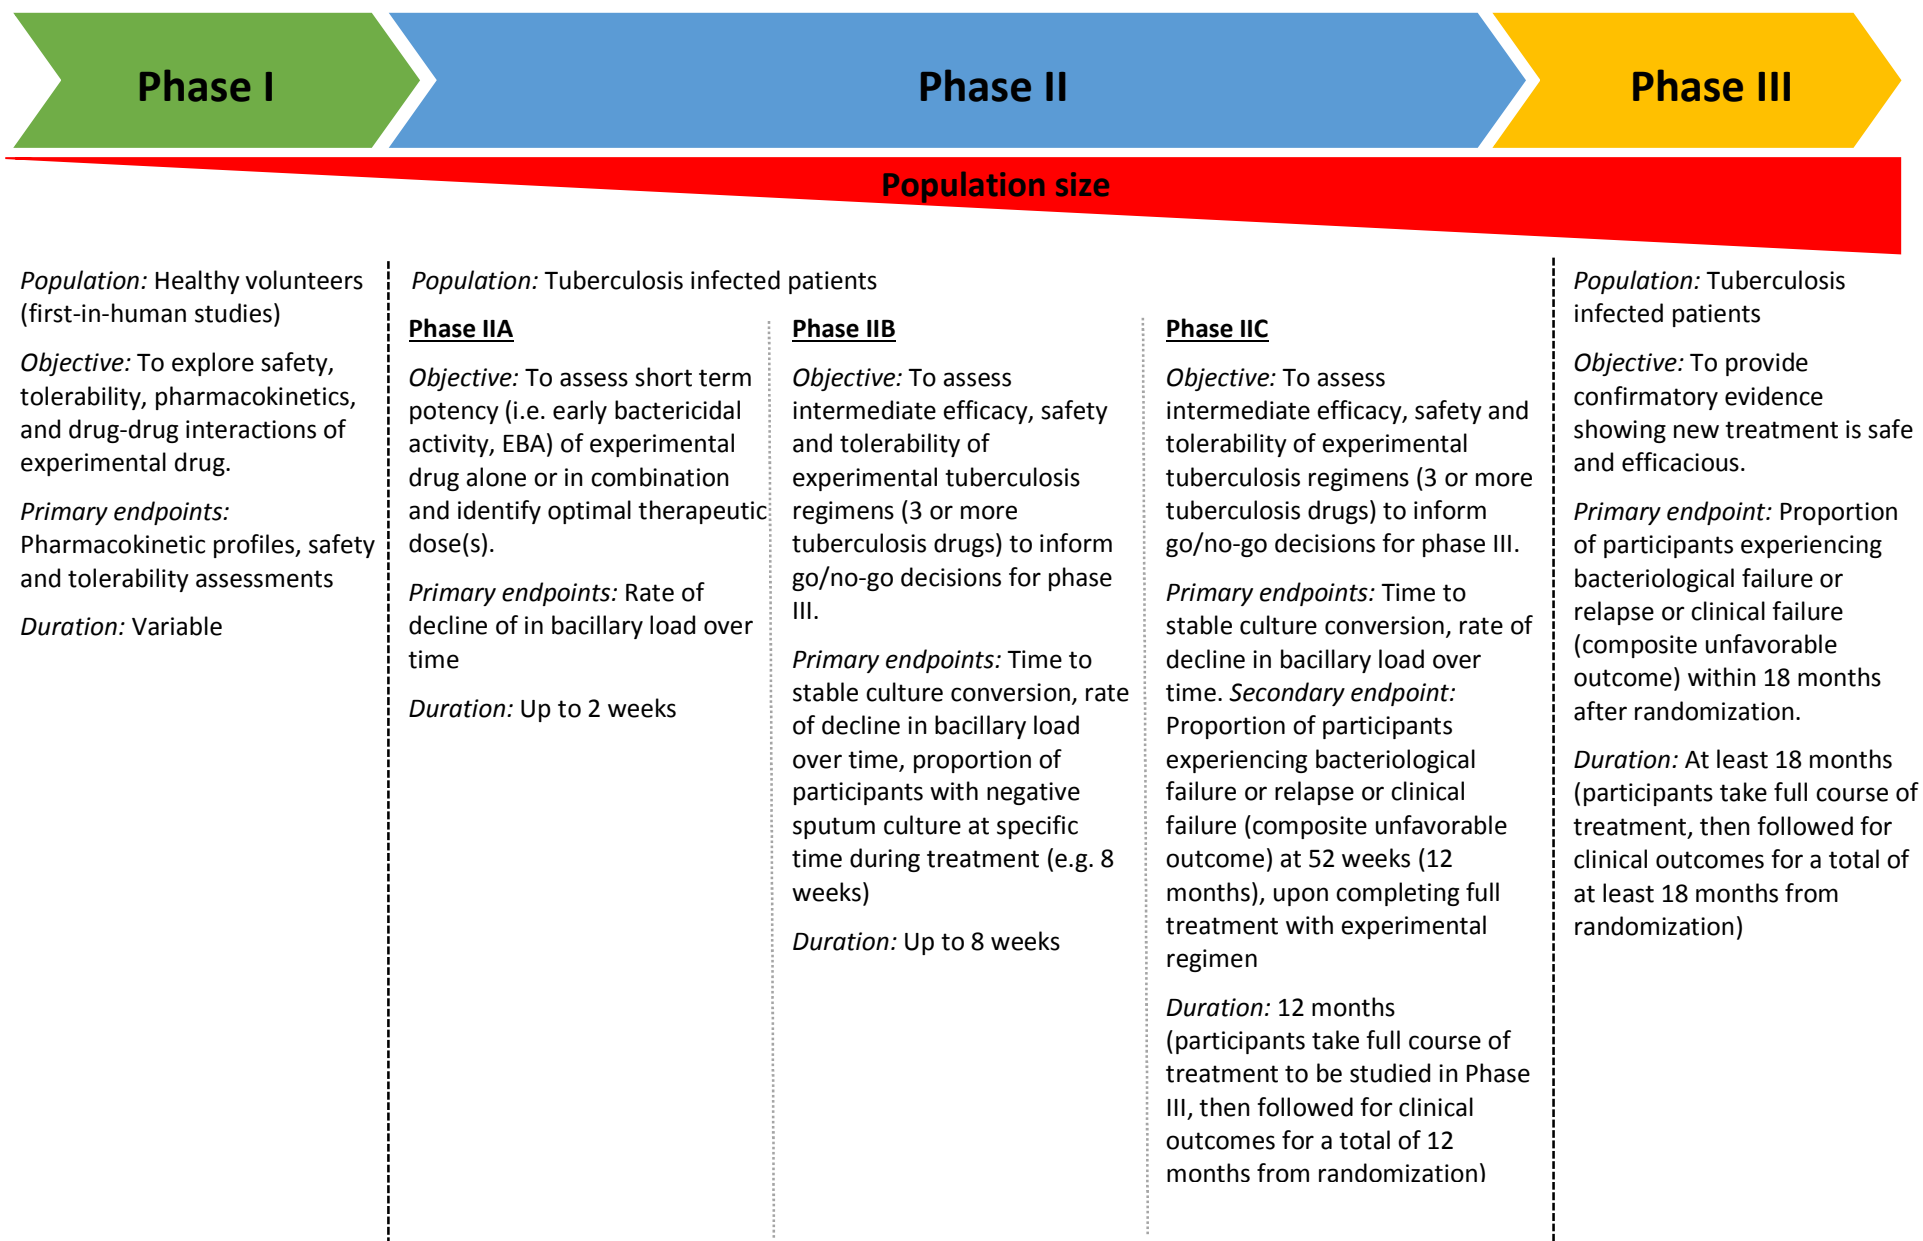 Phase I
Phase II
Phase III
Population size
Population: Healthy volunteers
(first-in-human studies)
Objective: To explore safety,
tolerability, pharmacokinetics,
and drug-drug interactions of
experimental drug.
Primary endpoints:
Pharmacokinetic profiles, safety
and tolerability assessments
Duration: Variable
Population: Tuberculosis infected patients
Phase IIA
Objective: To assess short term
potency (i.e. early bactericidal
activity, EBA) of experimental
drug alone or in combination
and identify optimal therapeutic
dose(s).
Primary endpoints: Rate of
decline of in bacillary load over
time
Duration: Up to 2 weeks
Phase IIB
Objective: To assess
intermediate efficacy, safety
and tolerability of
experimental tuberculosis
regimens (3 or more
tuberculosis drugs) to inform
go/no-go decisions for phase
III.
Primary endpoints: Time to
stable culture conversion, rate
of decline in bacillary load
over time, proportion of
participants with negative
sputum culture at specific
time during treatment (e.g. 8
weeks)
Duration: Up to 8 weeks
Phase IIC
Objective: To assess
intermediate efficacy, safety and
tolerability of experimental
tuberculosis regimens (3 or more
tuberculosis drugs) to inform
go/no-go decisions for phase III.
Primary endpoints: Time to
stable culture conversion, rate of
decline in bacillary load over
time. Secondary endpoint:
Proportion of participants
experiencing bacteriological
failure or relapse or clinical
failure (composite unfavorable
outcome) at 52 weeks (12
months), upon completing full
treatment with experimental
regimen
Duration: 12 months
(participants take full course of
treatment to be studied in Phase
III, then followed for clinical
outcomes for a total of 12
months from randomization)
Population: Tuberculosis
infected patients
Objective: To provide
confirmatory evidence
showing new treatment is safe
and efficacious.
Primary endpoint: Proportion
of participants experiencing
bacteriological failure or
relapse or clinical failure
(composite unfavorable
outcome) within 18 months
after randomization.
Duration: At least 18 months
(participants take full course of
treatment, then followed for
clinical outcomes for a total of
at least 18 months from
randomization)